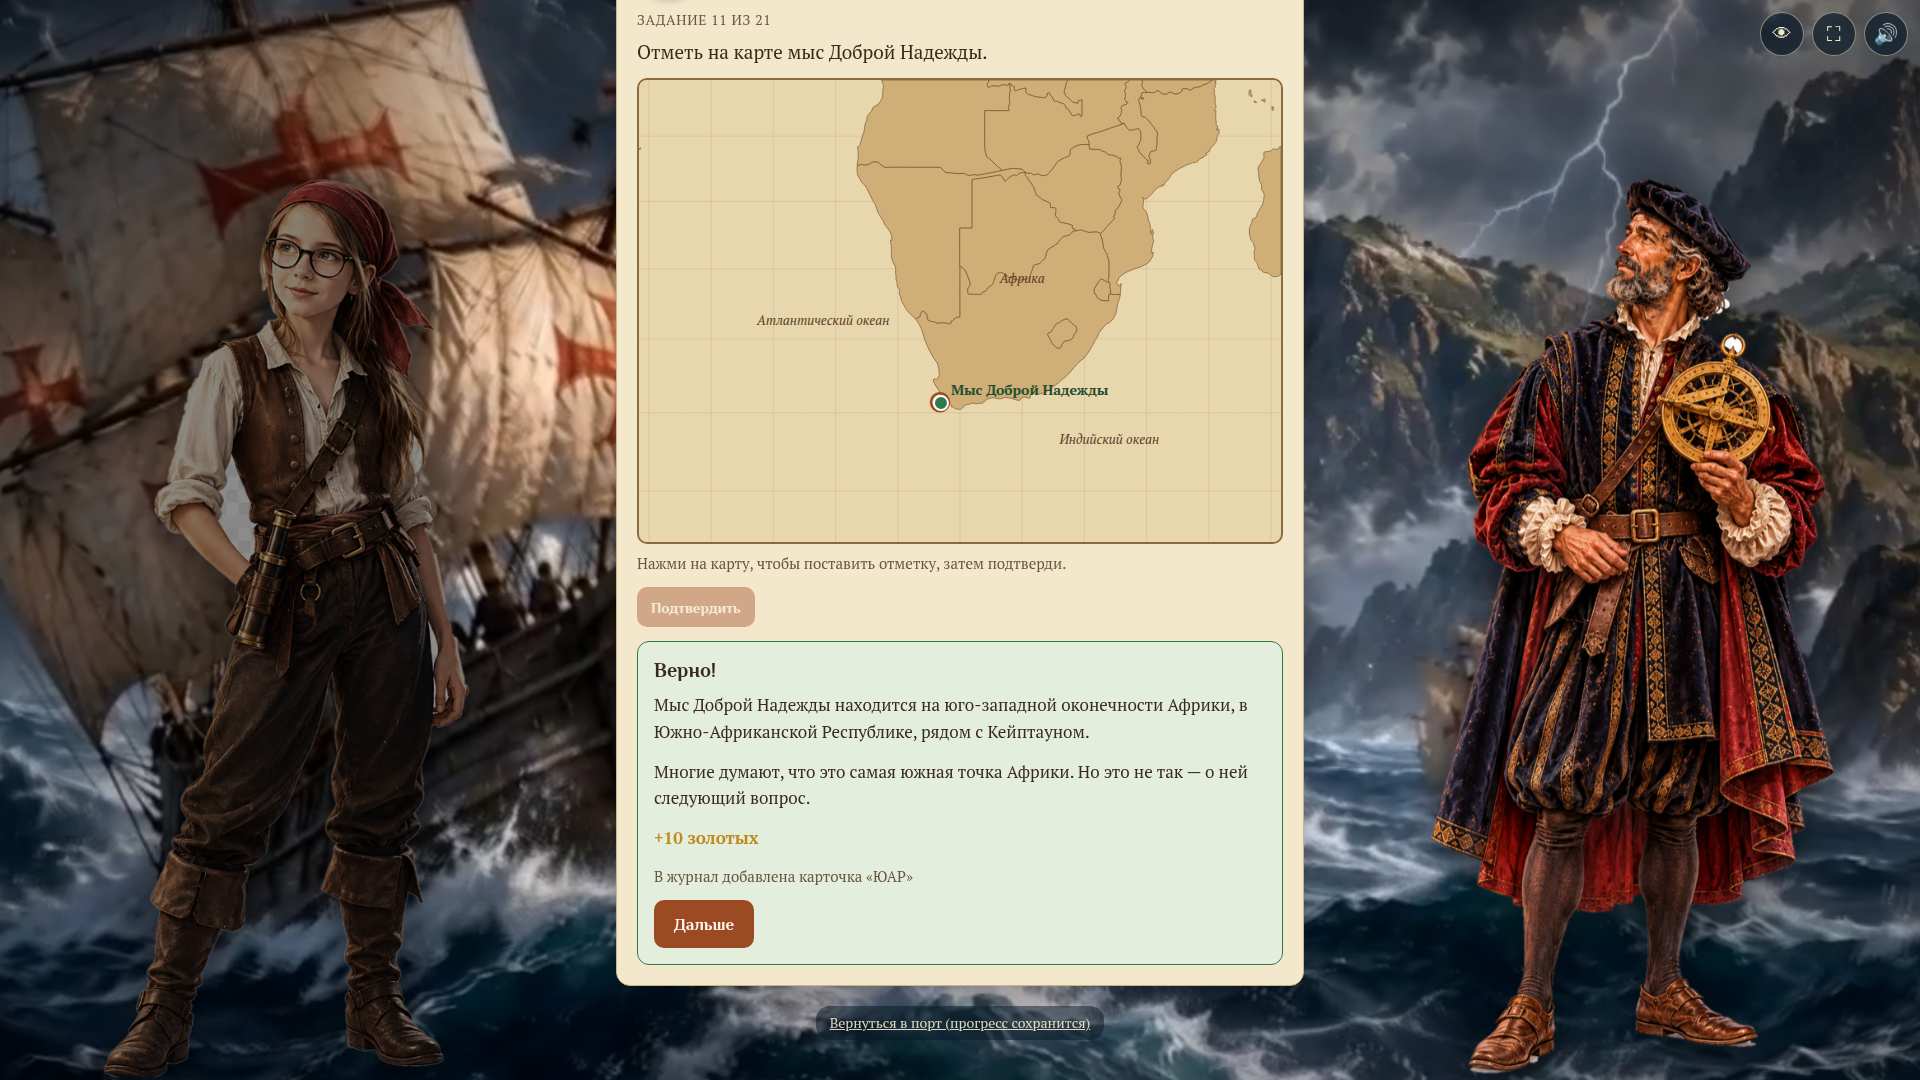 ЗАДАНИЕ 11 ИЗ 21
Отметь на карте мыс Доброй Надежды.
Африка
Атлантический океан
Мыс Доброй Надежды
Индийский океан
Нажми на карту, чтобы поставить отметку, затем подтверди.
Подтвердить
Верно!
Мыс Доброй Надежды находится на юго-западной оконечности Африки, в
Южно-Африканской Республике, рядом с Кейптауном.
Многие думают, что это самая южная точка Африки. Но это не так — о ней
следующий вопрос.
+10 золотых
В журнал добавлена карточка «ЮАР»
Дальше
Вернуться в порт (прогресс сохранится)